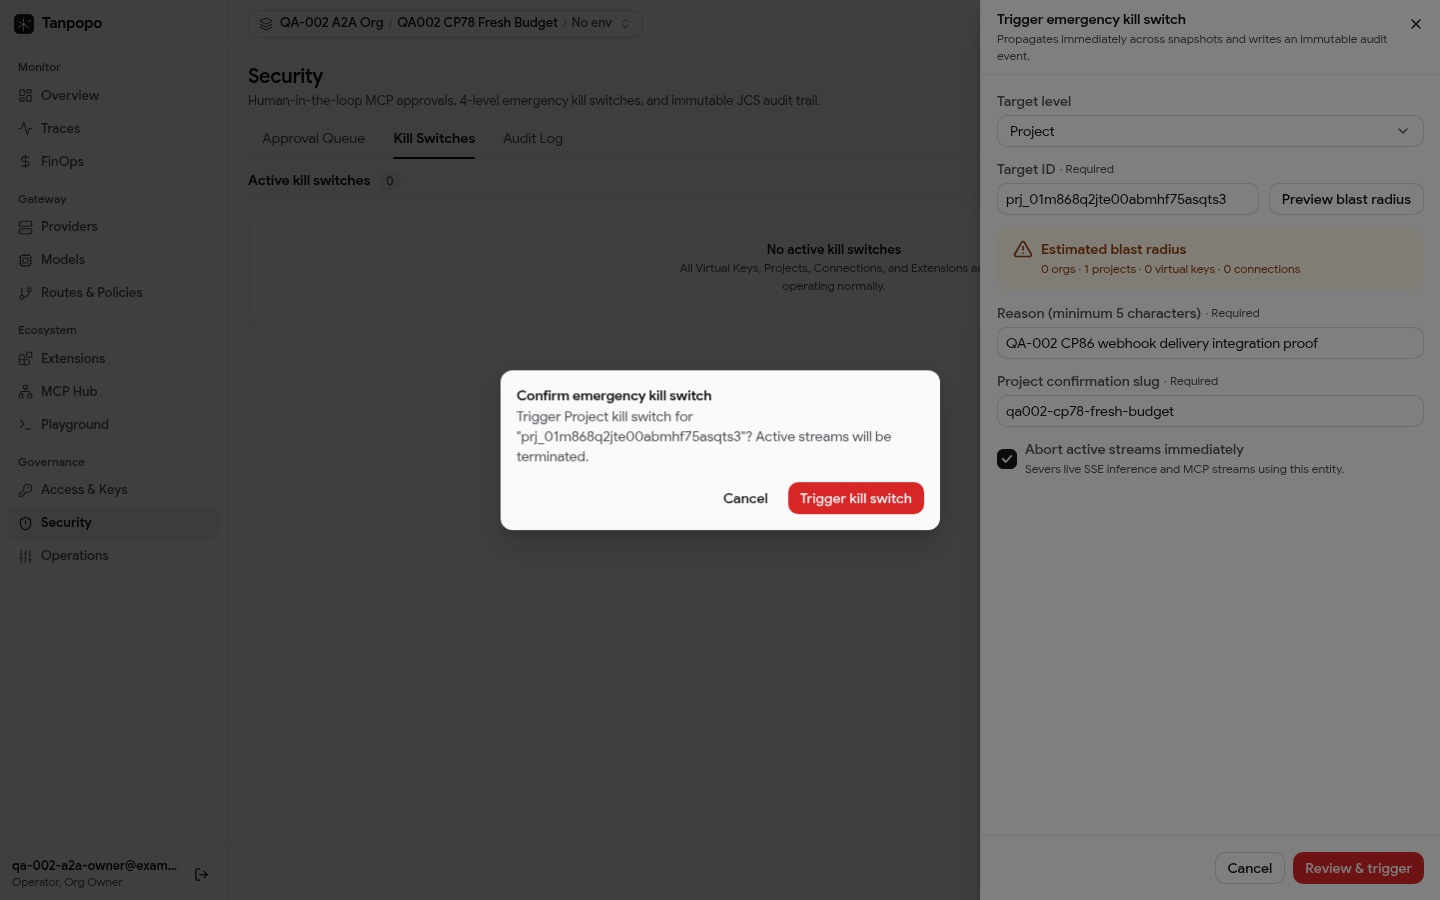 Tanpopo
QA-002 A2A Org / QA002 CP78 Fresh Budget / No env
Monitor
Overview
Traces
FinOps
Gateway
Providers
Models
Routes & Policies
Ecosystem
Extensions
MCP Hub
Playground
Governance
Access & Keys
Security
Operations
qa-002-a2a-owner@exam...
Operator, Org Owner
Security
Human-in-the-loop MCP approvals, 4-level emergency kill switches, and immutable JCS audit trail.
Approval Queue Kill Switches Audit Log
Active kill switches 0
No active kill switches
All Virtual Keys, Projects, Connections, and Extensions
operating normally.
Confirm emergency kill switch
Trigger Project kill switch for
"prj_01m868q2jte00abmhf75asqts3"? Active streams will be
terminated.
Cancel Trigger kill switch
Trigger emergency kill switch
Propagates immediately across snapshots and writes an immutable audit
event.
Target level
Project
Target ID · Required
prj_01m868q2jte00abmhf75asqts3 Preview blast radius
Estimated blast radius
0 orgs · 1 projects · 0 virtual keys · 0 connections
Reason (minimum 5 characters) · Required
QA-002 CP86 webhook delivery integration proof
Project confirmation slug · Required
qa002-cp78-fresh-budget
Abort active streams immediately
Severs live SSE inference and MCP streams using this entity.
Cancel Review & trigger